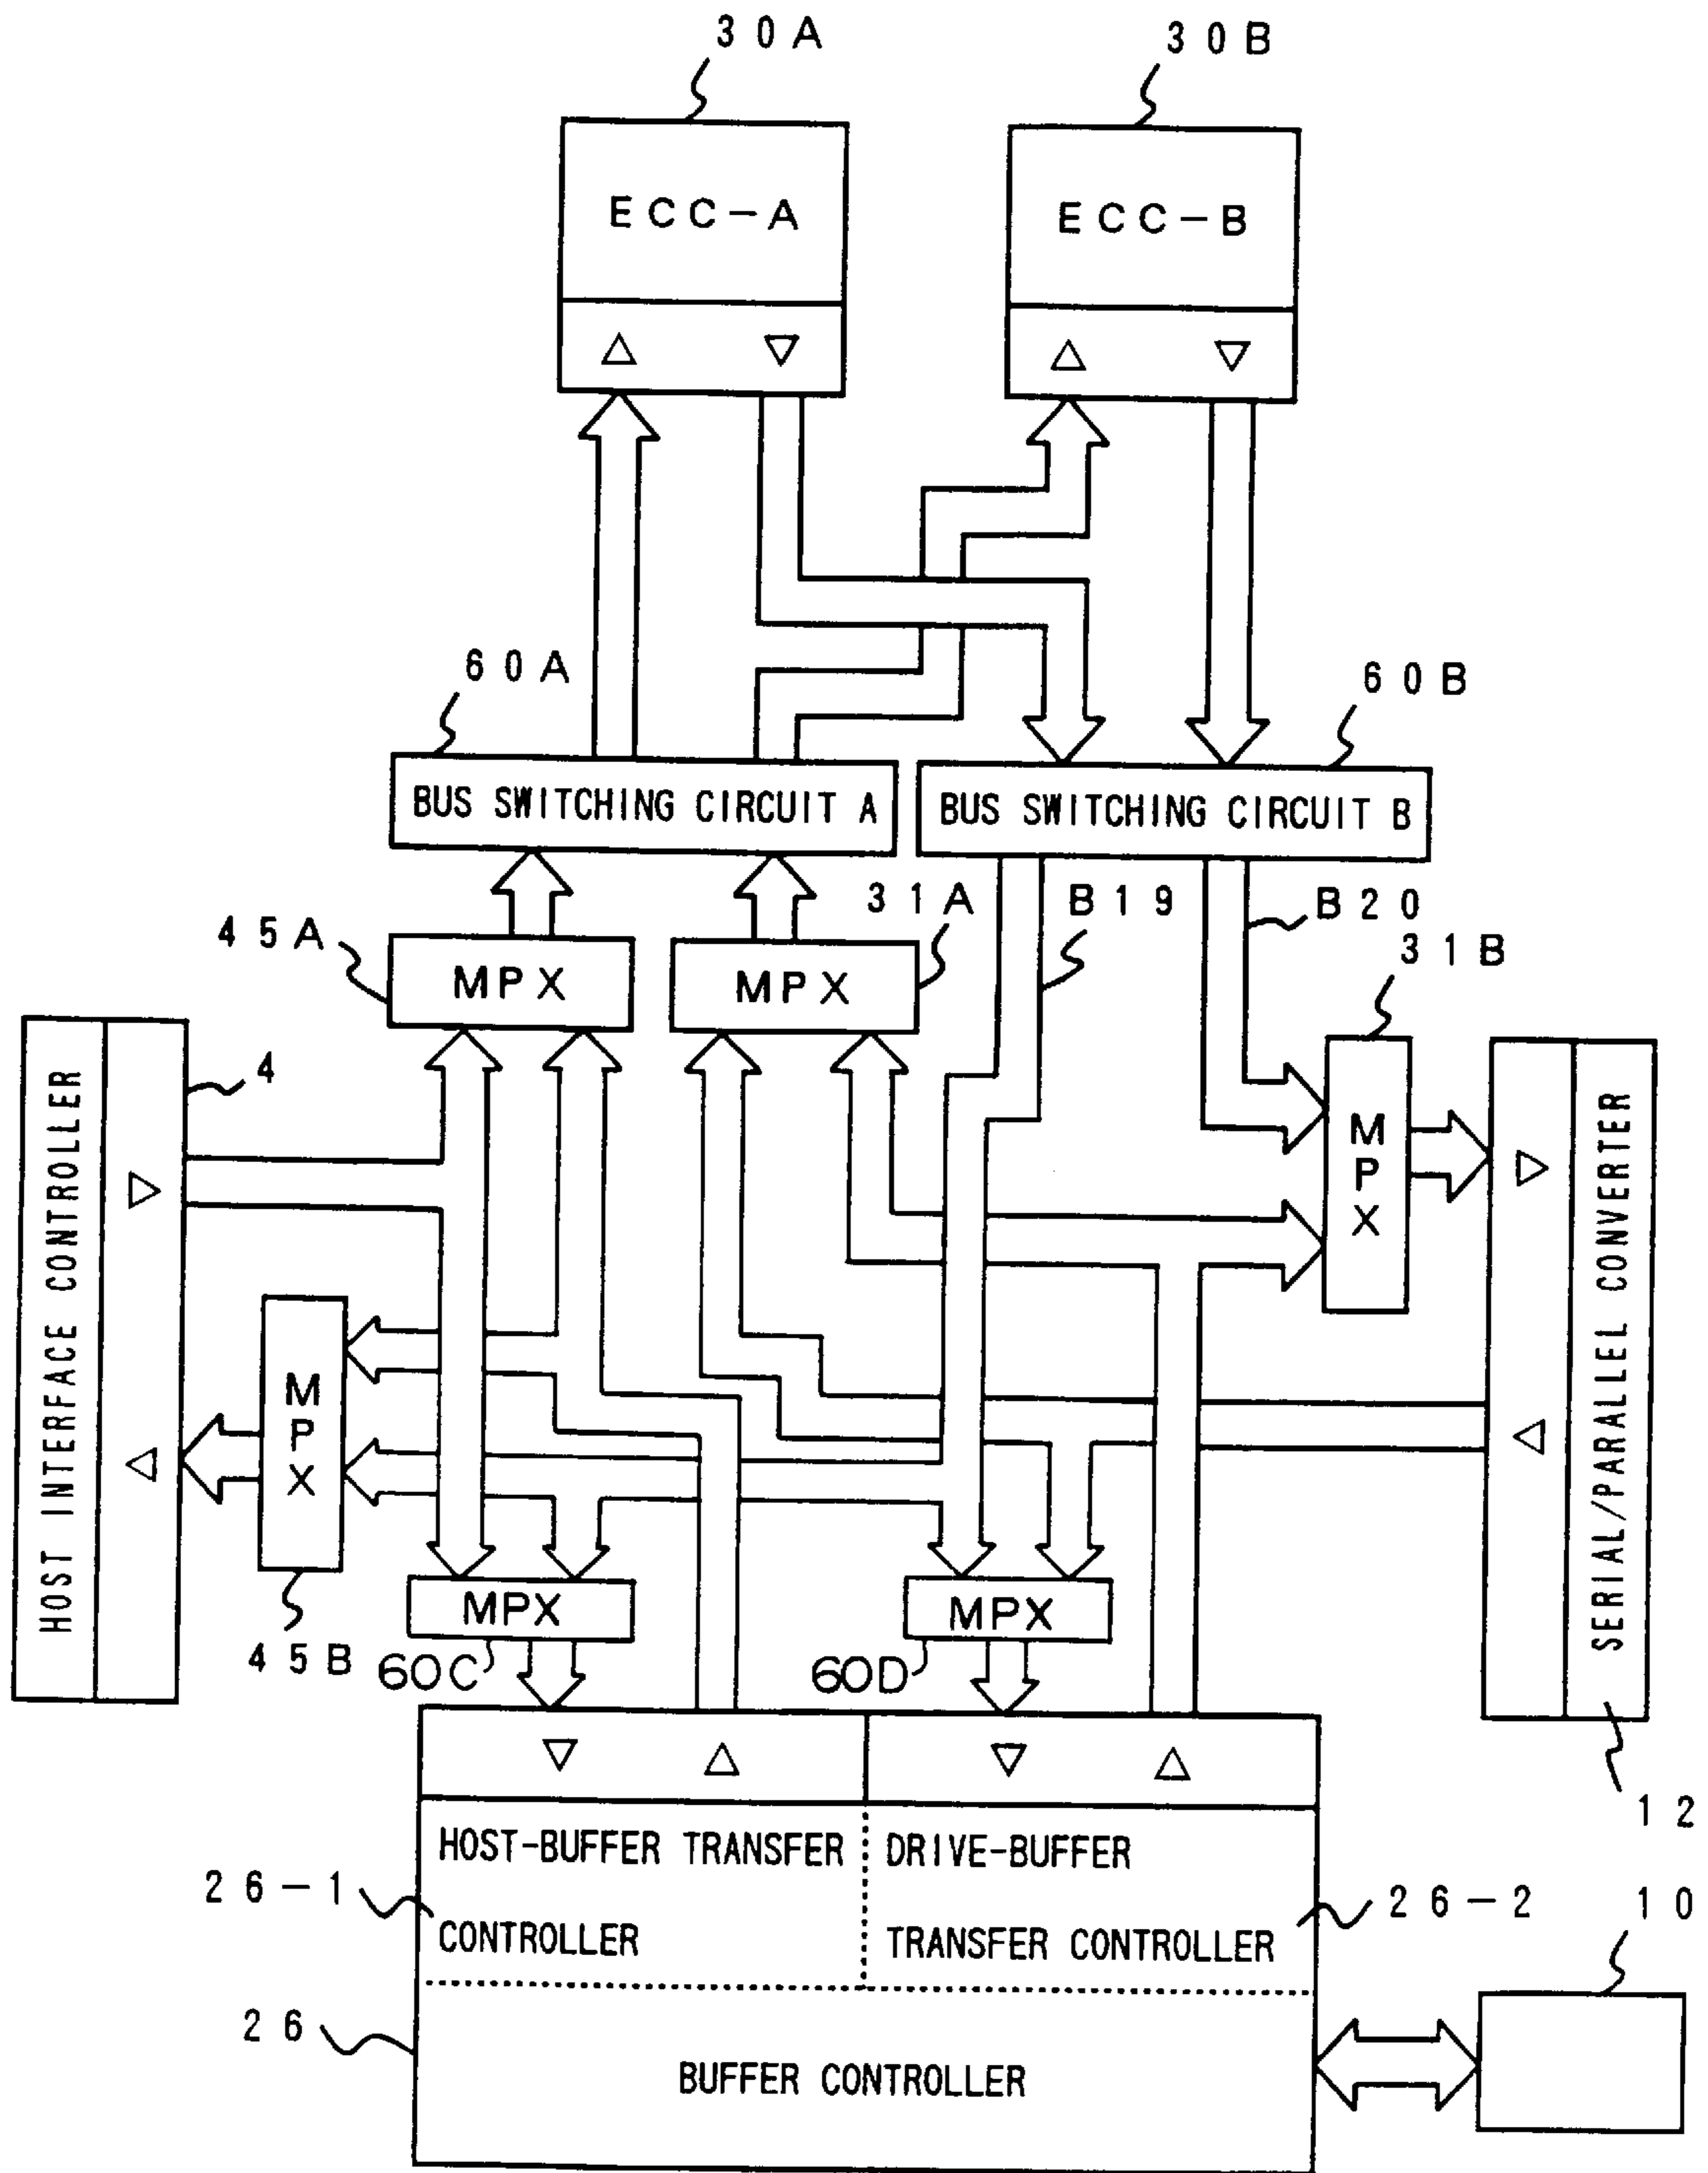 30A
30B
ECC-A
ECC-B
60A
60B
BUS SWITCHING CIRCUIT A
BUS SWITCHING CIRCUIT B
31A
B19
B20
45A
31B
MPX
MPX
4
HOST INTERFACE CONTROLLER
MPX
SERIAL/PARALLEL CONVERTER
MPX
MPX
MPX
45B
60C
60D
12
HOST-BUFFER TRANSFER
CONTROLLER
DRIVE-BUFFER
TRANSFER CONTROLLER
26-1
26-2
10
26
BUFFER CONTROLLER